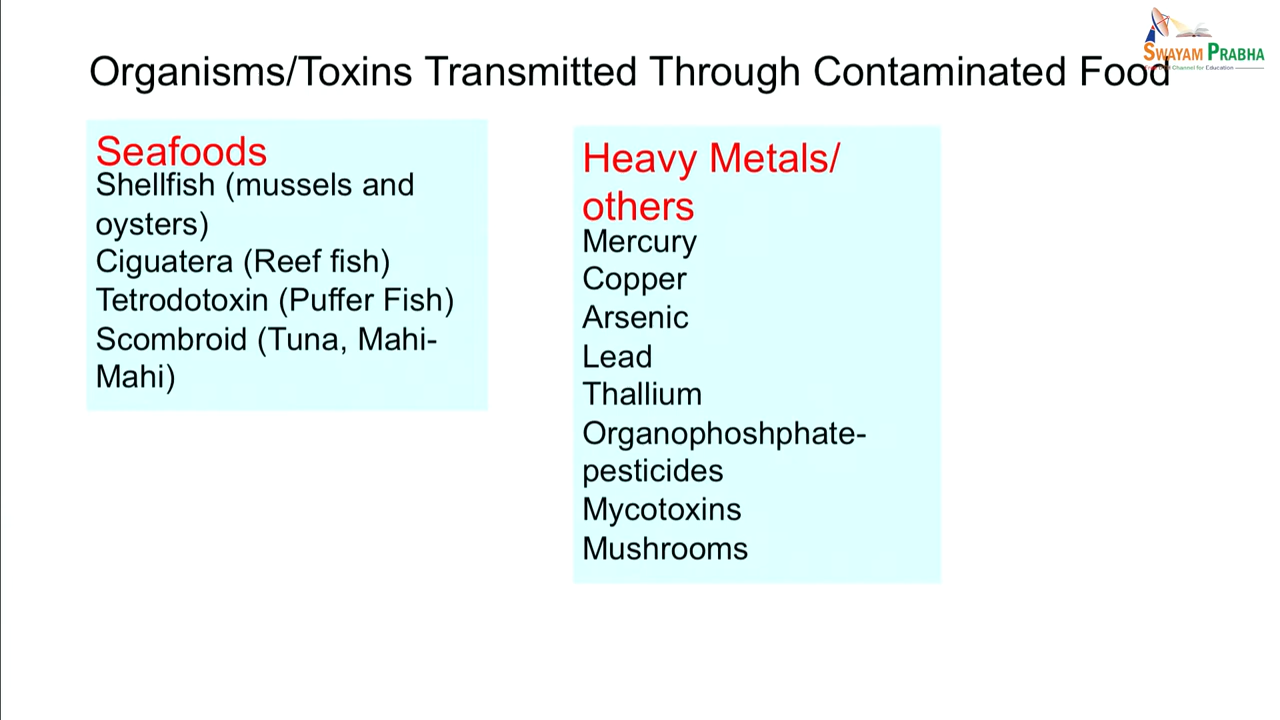 SWAYAM PRABHA
Organisms/Toxins Transmitted Through Contaminated Food
Seafoods
Shellfish (mussels and
oysters)
Ciguatera (Reef fish)
Tetrodotoxin (Puffer Fish)
Scombroid (Tuna, Mahi-
Mahi)
Heavy Metals/
others
Mercury
Copper
Arsenic
Lead
Thallium
Organophoshphate-
pesticides
Mycotoxins
Mushrooms